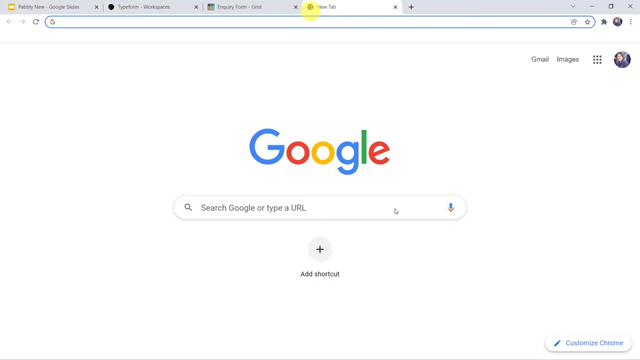 Pabbly New - Google Slides
Typeform - Workspaces
Enquiry Form - Grist
New Tab
Gmail
Images
Google
Search Google or type a URL
Add shortcut
Customize Chrome